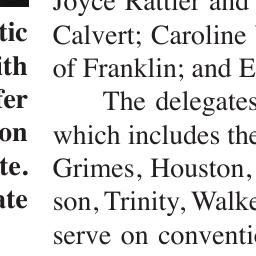 tic
ith
fer
on
te.
ate
Joyce Rattler and
Calvert; Caroline
of Franklin; and E
The delegates
which includes the
Grimes, Houston,
son, Trinity, Walke
serve on conventi